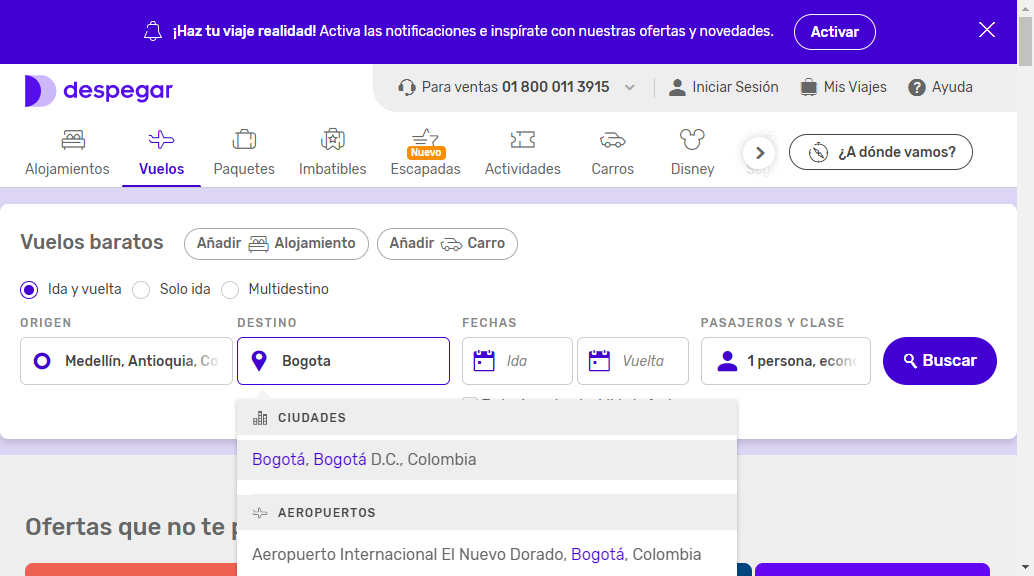 ¡Haz tu viaje realidad! Activa las notificaciones e inspírate con nuestras ofertas y novedades. Activar
despegar
Para ventas 01 800 011 3915 Iniciar Sesión Mis Viajes Ayuda
Nuevo
Alojamientos Vuelos Paquetes Imbatibles Escapadas Actividades Carros Disney
¿A dónde vamos?
Vuelos baratos Añadir Alojamiento Añadir Carro
Ida y vuelta Solo ida Multidestino
ORIGEN DESTINO FECHAS PASAJEROS Y CLASE
Medellín, Antioquia, Co Bogota Ida Vuelta 1 persona, econ Buscar
CIUDADES
Bogotá, Bogotá D.C., Colombia
AEROPUERTOS
Ofertas que no te p
Aeropuerto Internacional El Nuevo Dorado, Bogotá, Colombia